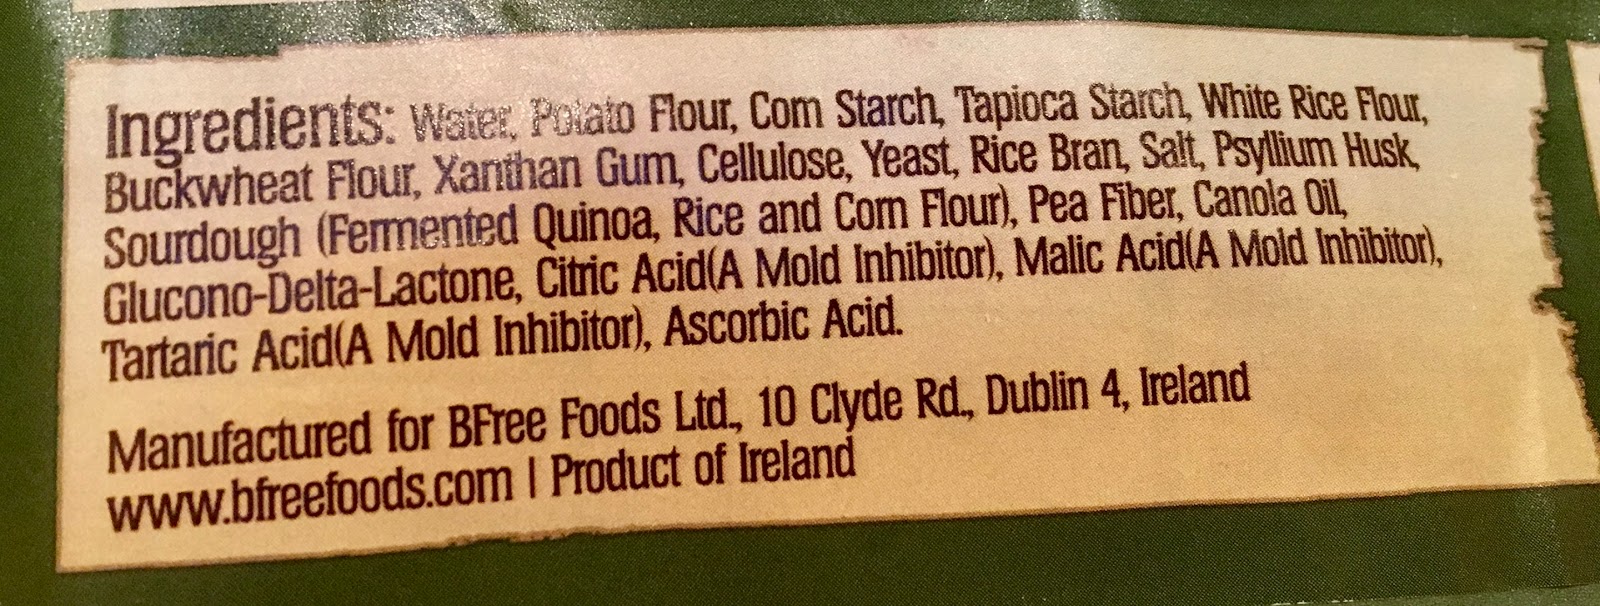 Ingredients: Water, Potato Flour, Corn Starch, Tapioca Starch, White Rice Flour,
Buckwheat Flour, Xanthan Gum, Cellulose, Yeast, Rice Bran, Salt, Psyllium Husk,
Sourdough (Fermented Quinoa, Rice and Corn Flour), Pea Fiber, Canola Oil,
Glucono-Delta-Lactone, Citric Acid(A Mold Inhibitor), Malic Acid(A Mold Inhibitor),
Tartaric Acid(A Mold Inhibitor), Ascorbic Acid.
Manufactured for BFree Foods Ltd., 10 Clyde Rd., Dublin 4, Ireland
www.bfreefoods.com | Product of Ireland